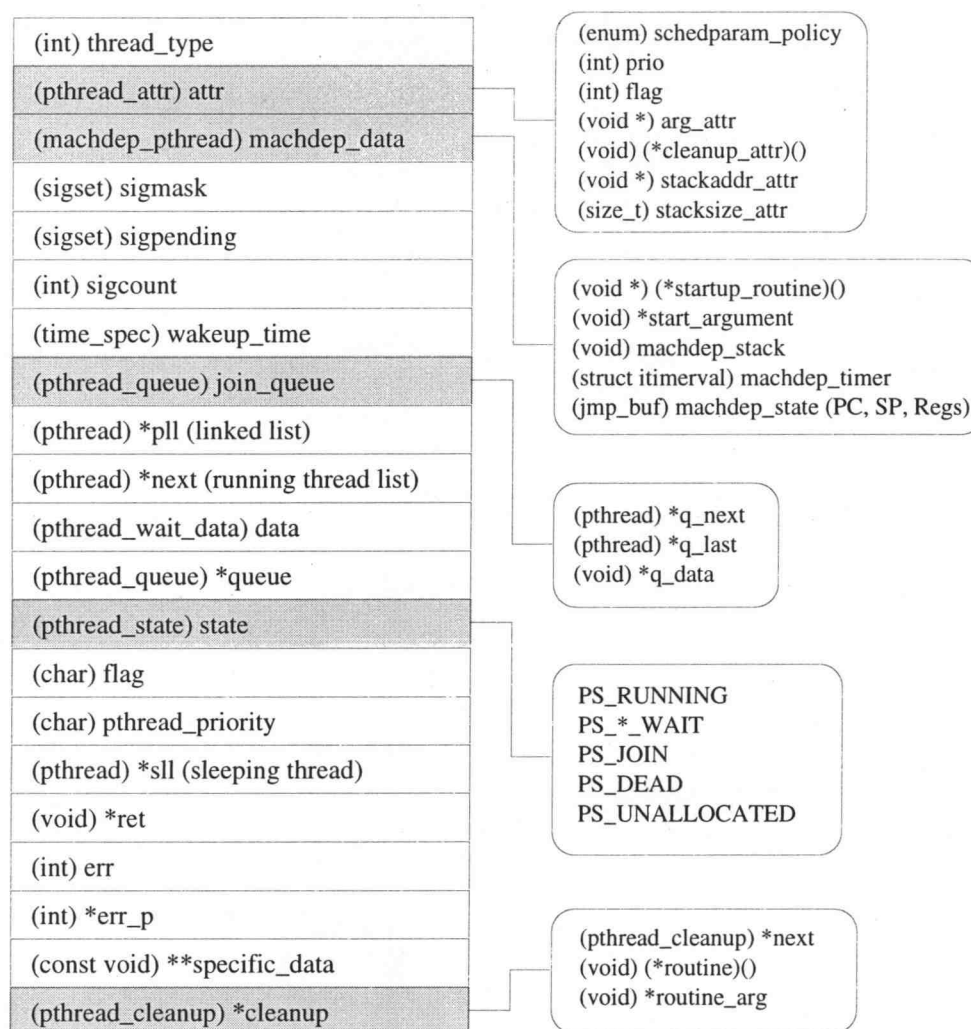 (int) thread_type
(pthread_attr) attr
(machdep_pthread) machdep_data
(sigset) sigmask
(sigset) sigpending
(int) sigcount
(time_spec) wakeup_time
(pthread_queue) join_queue
(pthread) *pll (linked list)
(pthread) *next (running thread list)
(pthread_wait_data) data
(pthread_queue) *queue
(pthread_state) state
(char) flag
(char) pthread_priority
(pthread) *sll (sleeping thread)
(void) *ret
(int) err
(int) *err_p
(const void) **specific_data
(pthread_cleanup) *cleanup
(enum) schedparam_policy
(int) prio
(int) flag
(void *) arg_attr
(void) (*cleanup_attr)()
(void *) stackaddr_attr
(size_t) stacksize_attr
(void *) (*startup_routine)()
(void) *start_argument
(void) machdep_stack
(struct itimerval) machdep_timer
(jmp_buf) machdep_state (PC, SP, Regs)
(pthread) *q_next
(pthread) *q_last
(void) *q_data
PS_RUNNING
PS_*_WAIT
PS_JOIN
PS_DEAD
PS_UNALLOCATED
(pthread_cleanup) *next
(void) (*routine)()
(void) *routine_arg